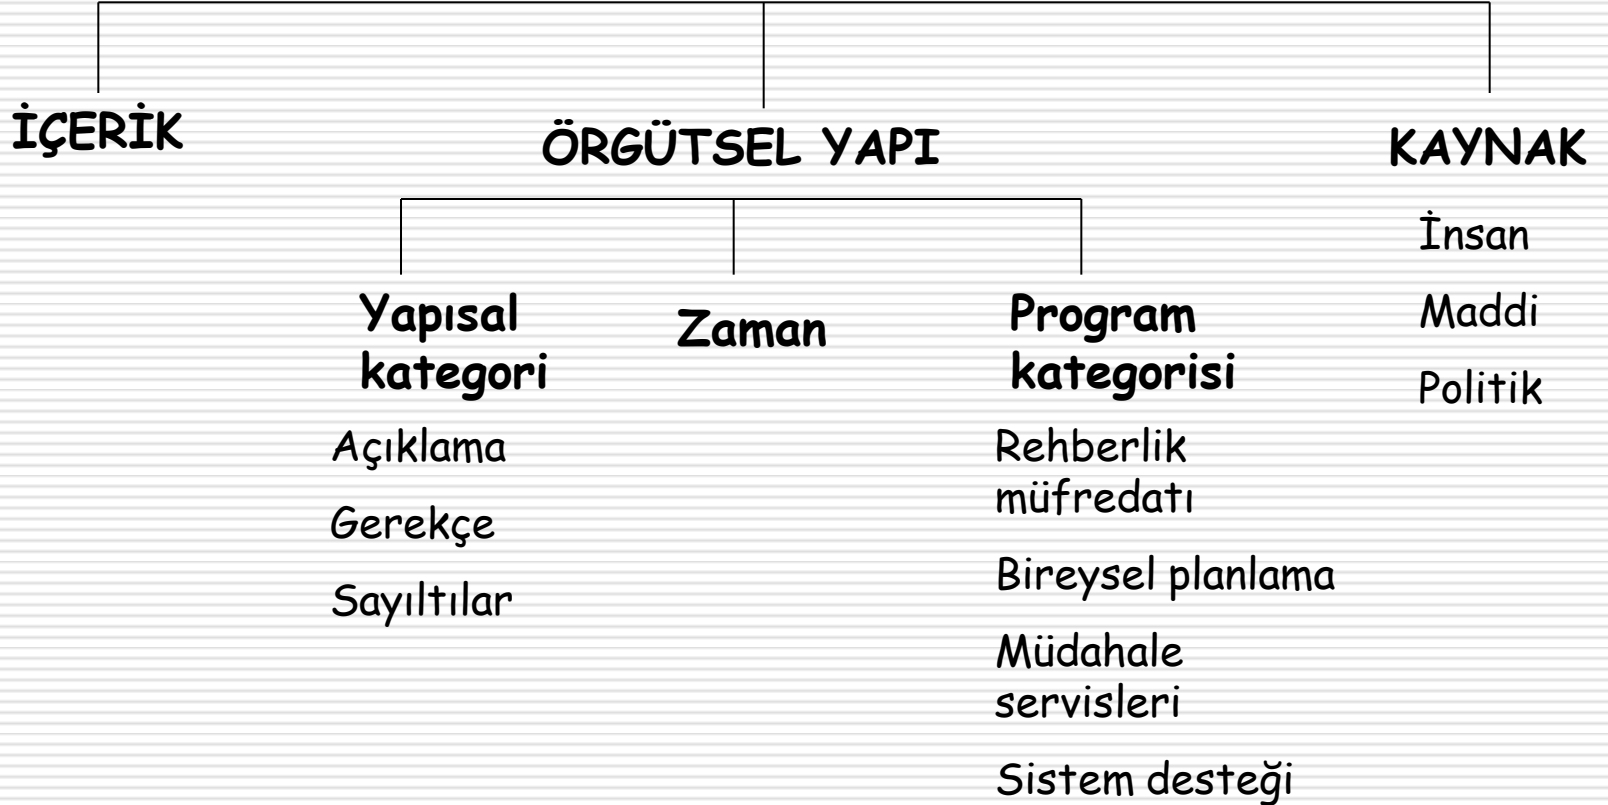 İÇERİK
ÖRGÜTSEL YAPI
KAYNAK
Yapısal
kategori
Açıklama
Gerekçe
Sayıltılar
Zaman
Program
kategorisi
Rehberlik
müfredatı
Bireysel planlama
Müdahale
servisleri
Sistem desteği
İnsan
Maddi
Politik